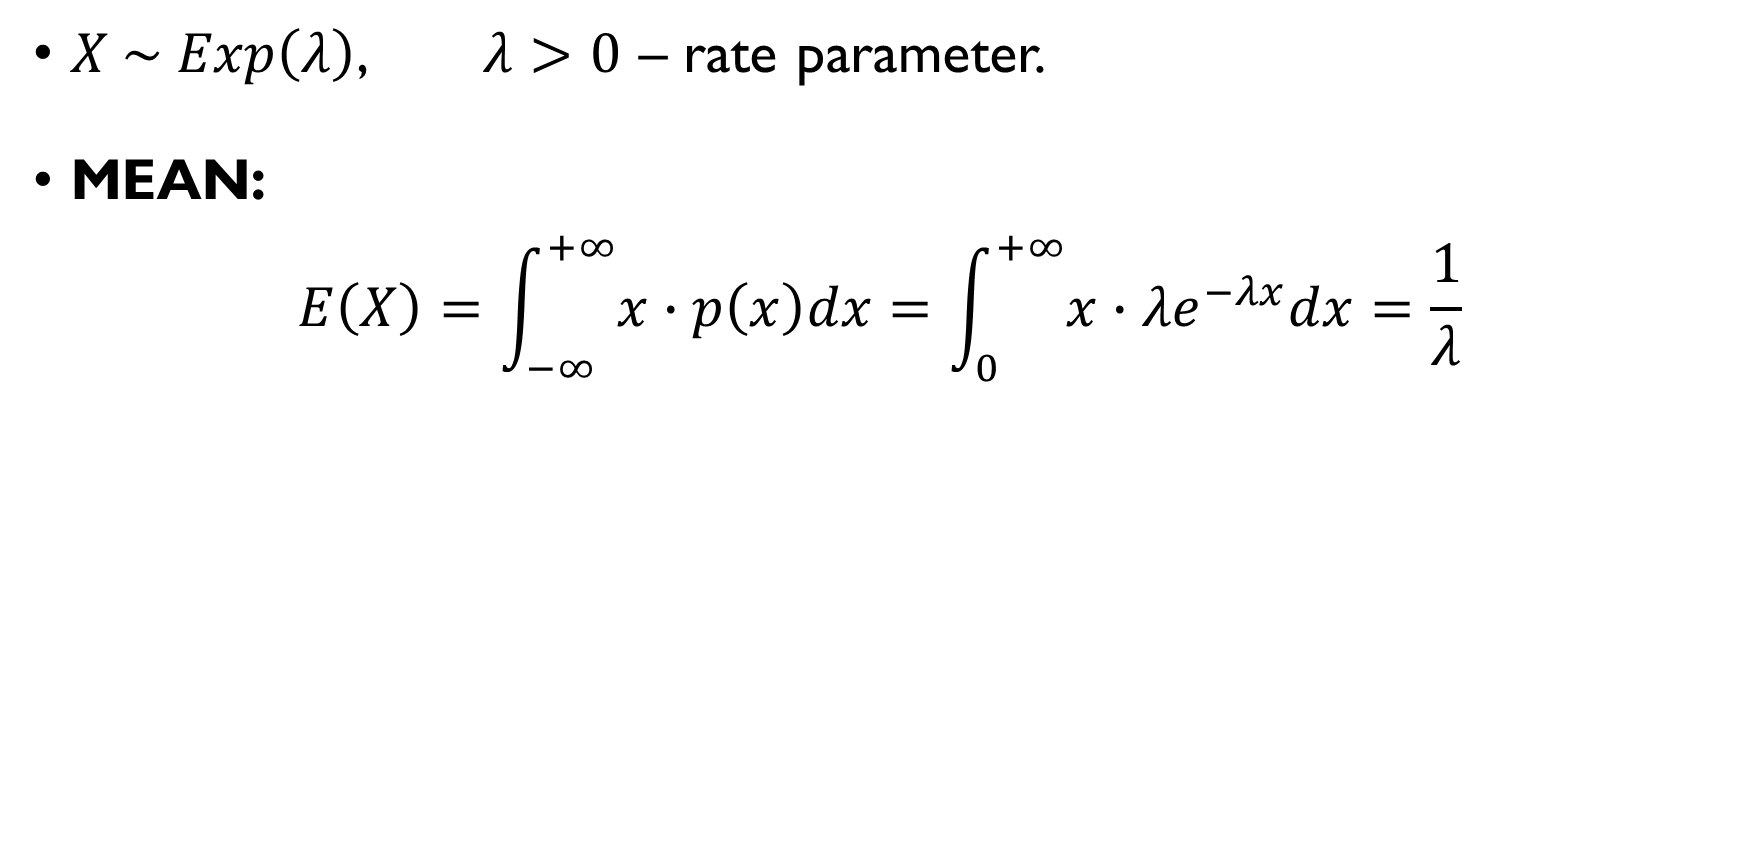 • X ~ Exp(λ), λ > 0 – rate parameter.
• MEAN:
E(X) = ∫_{−∞}^{+∞} x · p(x)dx = ∫_{0}^{+∞} x · λe^{−λx}dx = 1/λ